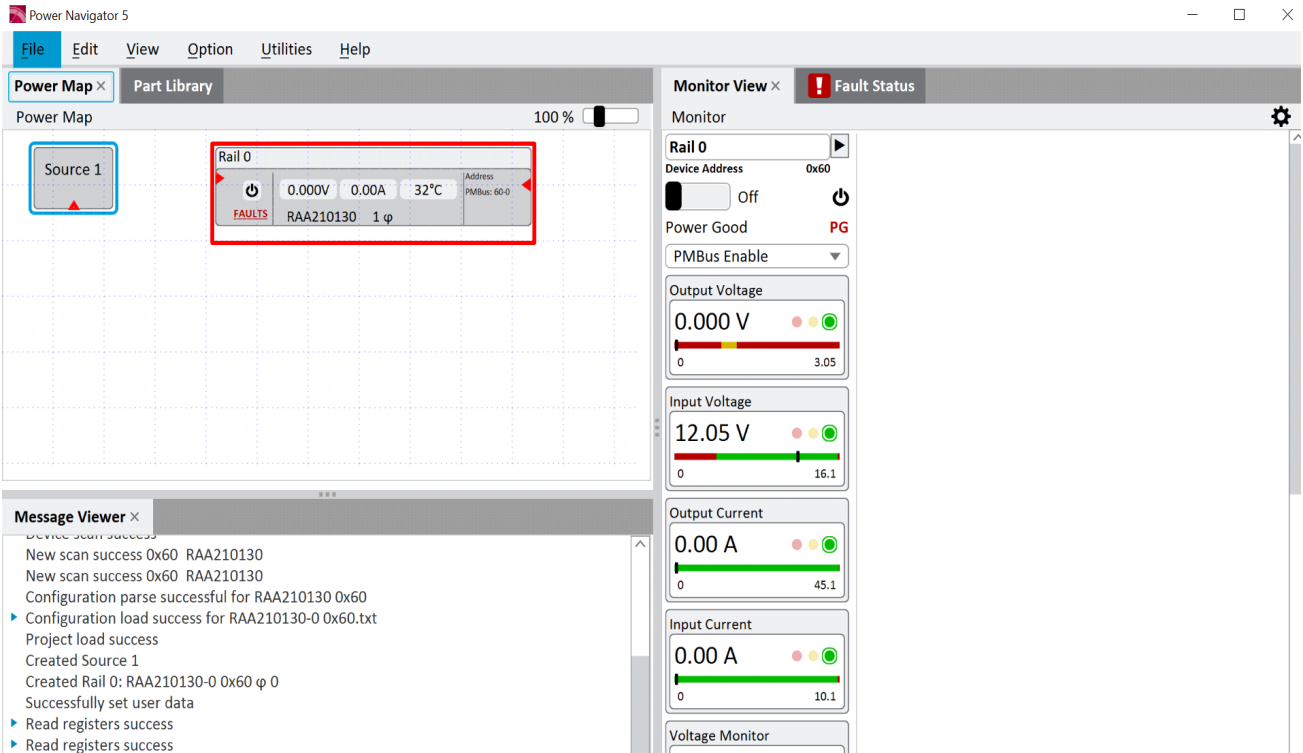 Power Navigator 5
File Edit View Option Utilities Help
Power Map × Part Library
Power Map 100 %
Source 1
Rail 0
0.000V 0.00A 32°C
Address
PMBus: 60-0
FAULTS RAA210130 1 φ
Message Viewer ×
Device scan success
New scan success 0x60 RAA210130
New scan success 0x60 RAA210130
Configuration parse successful for RAA210130 0x60
Configuration load success for RAA210130-0 0x60.txt
Project load success
Created Source 1
Created Rail 0: RAA210130-0 0x60 φ 0
Successfully set user data
Read registers success
Read registers success
Monitor View × ! Fault Status
Monitor
Rail 0
Device Address 0x60
Off
Power Good PG
PMBus Enable
Output Voltage
0.000 V
0 3.05
Input Voltage
12.05 V
0 16.1
Output Current
0.00 A
0 45.1
Input Current
0.00 A
0 10.1
Voltage Monitor